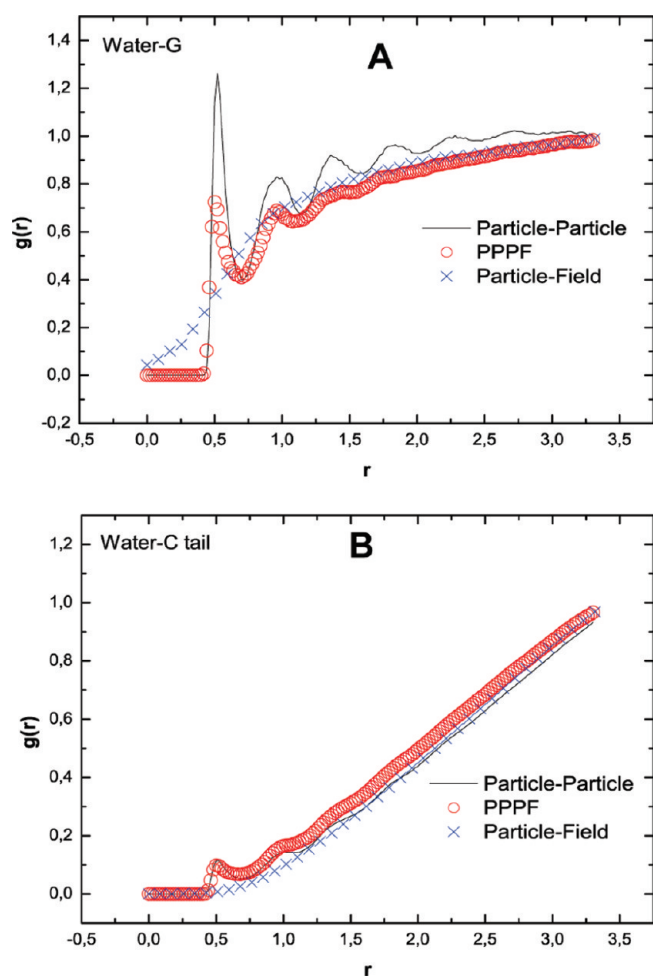 Water-G
A
1,4
1,2
1,0
0,8
0,6
0,4
0,2
0,0
-0,2
g(r)
Particle-Particle
PPPF
Particle-Field
-0,5 0,0 0,5 1,0 1,5 2,0 2,5 3,0 3,5
r
Water-C tail
B
1,2
1,0
0,8
0,6
0,4
0,2
0,0
g(r)
Particle-Particle
PPPF
Particle-Field
-0,5 0,0 0,5 1,0 1,5 2,0 2,5 3,0 3,5
r